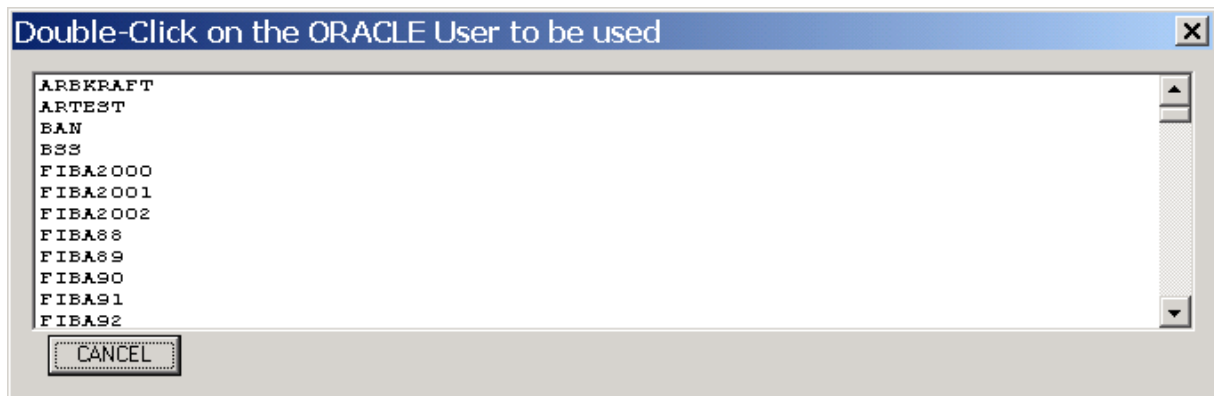 Double-Click on the ORACLE User to be used
ARBKRAFT
ARTEST
BAN
BSS
FIBA2000
FIBA2001
FIBA2002
FIBA88
FIBA89
FIBA90
FIBA91
FIBA92
CANCEL